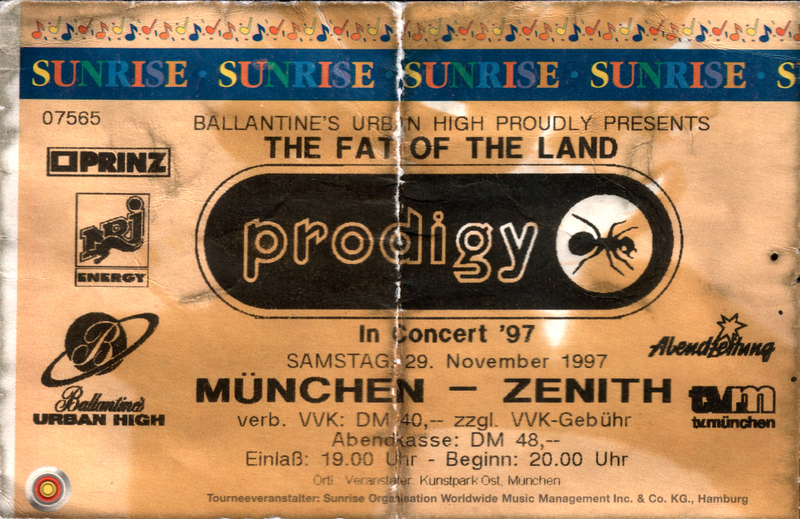 SUNRISE · SUNRISE · SUNRISE · SUNRISE · S
07565
BALLANTINE'S URBAN HIGH PROUDLY PRESENTS
THE FAT OF THE LAND
PRINZ
NRJ
ENERGY
prodigy
In Concert '97
SAMSTAG, 29. November 1997
MÜNCHEN – ZENITH
B
Ballantine's
URBAN HIGH
Abendzeitung
tv.m
tv.münchen
verb. VVK: DM 40,-- zzgl. VVK-Gebühr
Abendkasse: DM 48,--
Einlaß: 19.00 Uhr - Beginn: 20.00 Uhr
Örtl. Veranstalter: Kunstpark Ost, München
Tourneeveranstalter: Sunrise Organisation Worldwide Music Management Inc. & Co. KG., Hamburg